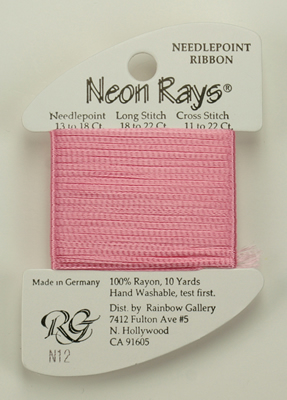 NEEDLEPOINT
RIBBON
Neon Rays®
Needlepoint Long Stitch Cross Stitch
13 to 18 Ct. 18 to 22 Ct. 11 to 22 Ct.
Made in Germany
100% Rayon, 10 Yards
Hand Washable, test first.
RG
N12
Dist. by Rainbow Gallery
7412 Fulton Ave #5
N. Hollywood
CA 91605